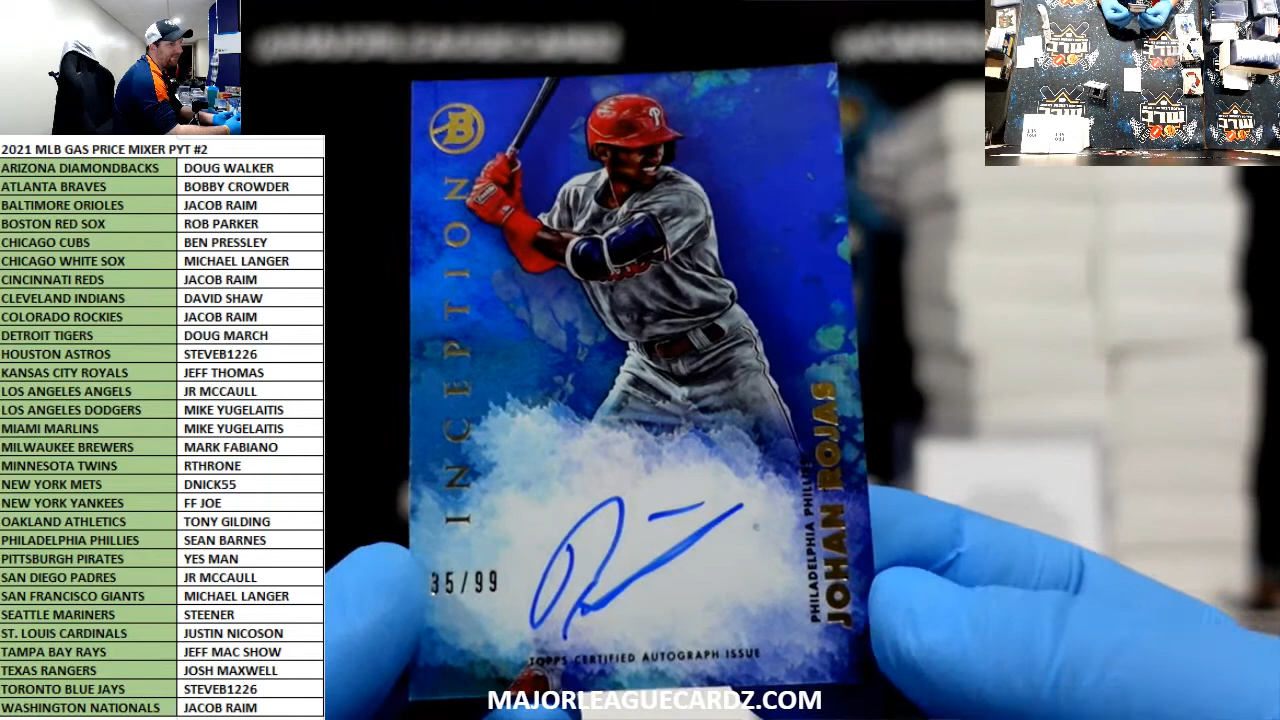 2021 MLB GAS PRICE MIXER PYT #2
ARIZONA DIAMONDBACKS DOUG WALKER
ATLANTA BRAVES BOBBY CROWDER
BALTIMORE ORIOLES JACOB RAIM
BOSTON RED SOX ROB PARKER
CHICAGO CUBS BEN PRESSLEY
CHICAGO WHITE SOX MICHAEL LANGER
CINCINNATI REDS JACOB RAIM
CLEVELAND INDIANS DAVID SHAW
COLORADO ROCKIES JACOB RAIM
DETROIT TIGERS DOUG MARCH
HOUSTON ASTROS STEVEB1226
KANSAS CITY ROYALS JEFF THOMAS
LOS ANGELES ANGELS JR MCCAULL
LOS ANGELES DODGERS MIKE YUGELAITIS
MIAMI MARLINS MIKE YUGELAITIS
MILWAUKEE BREWERS MARK FABIANO
MINNESOTA TWINS RTHRONE
NEW YORK METS DNICK55
NEW YORK YANKEES FF JOE
OAKLAND ATHLETICS TONY GILDING
PHILADELPHIA PHILLIES SEAN BARNES
PITTSBURGH PIRATES YES MAN
SAN DIEGO PADRES JR MCCAULL
SAN FRANCISCO GIANTS MICHAEL LANGER
SEATTLE MARINERS STEENER
ST. LOUIS CARDINALS JUSTIN NICOSON
TAMPA BAY RAYS JEFF MAC SHOW
TEXAS RANGERS JOSH MAXWELL
TORONTO BLUE JAYS STEVEB1226
WASHINGTON NATIONALS JACOB RAIM
B
INCEPTION
P
35/99
PHILADELPHIA PHILLIES
JOHAN ROJAS
TOPPS CERTIFIED AUTOGRAPH ISSUE
MAJORLEAGUECARDZ.COM
MLC
MLC
MLC
MLC
MLC